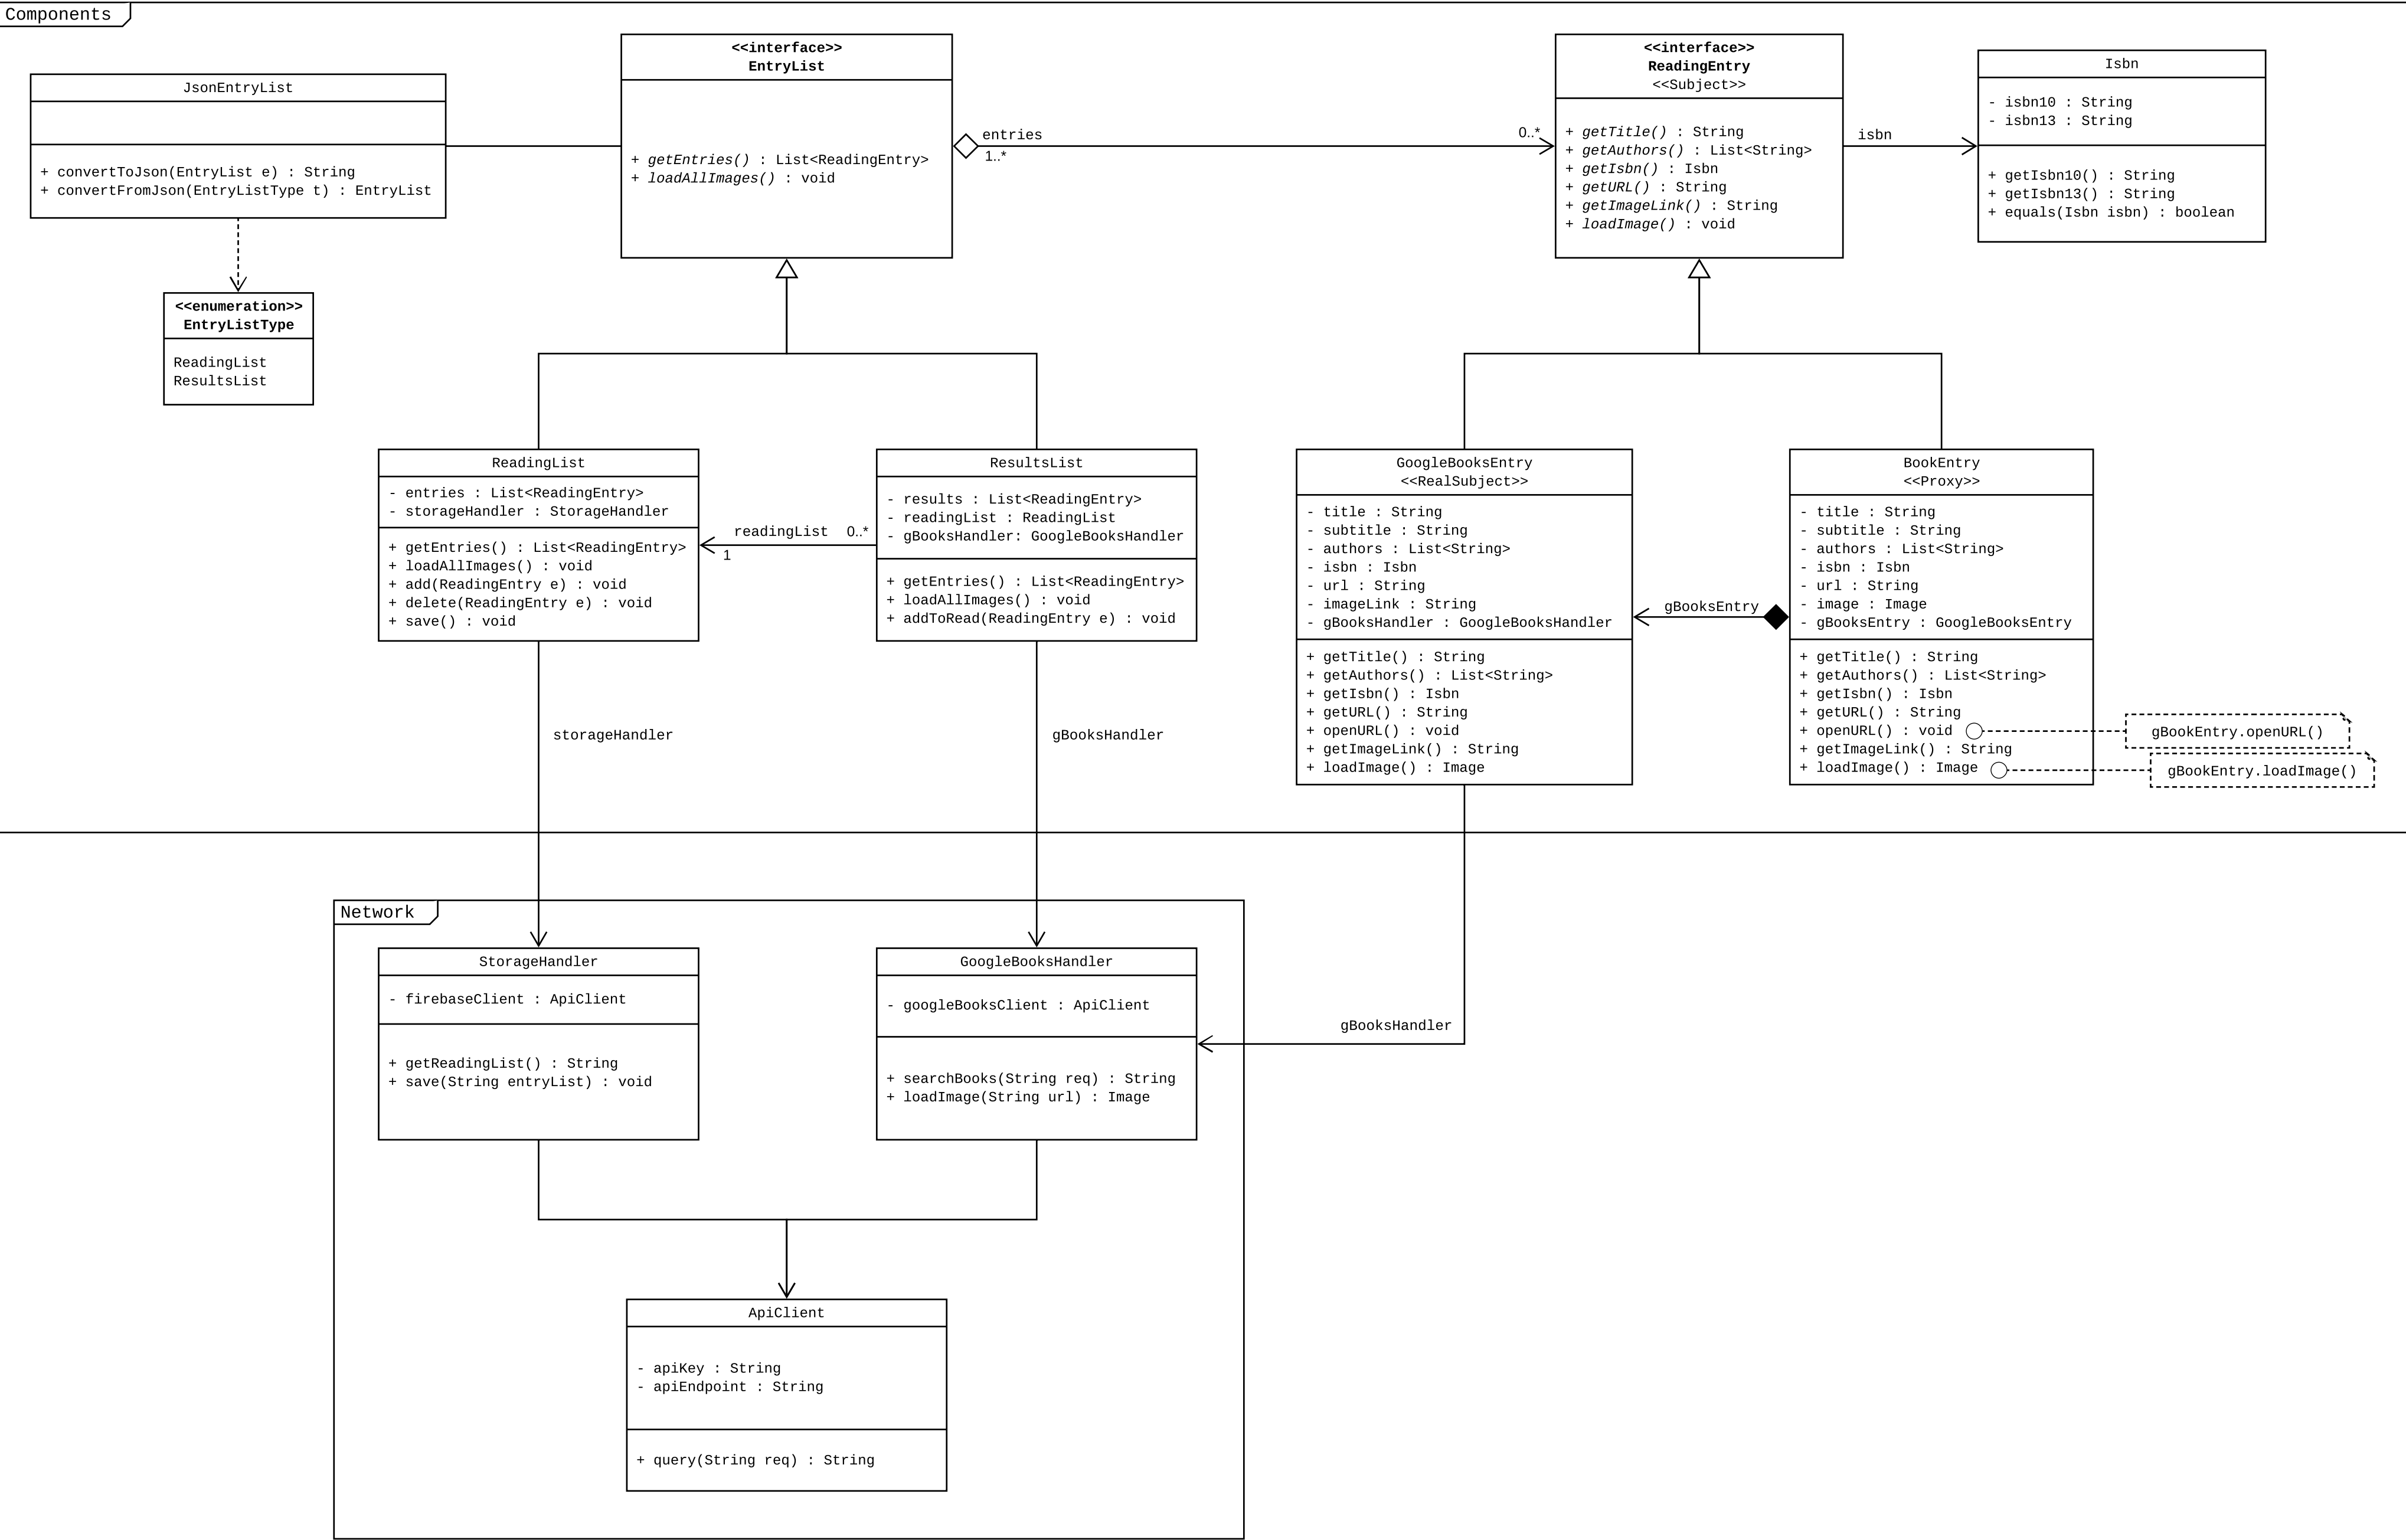 Components
JsonEntryList
+ convertToJson(EntryList e) : String
+ convertFromJson(EntryListType t) : EntryList
<<enumeration>>
EntryListType
ReadingList
ResultsList
<<interface>>
EntryList
+ getEntries() : List<ReadingEntry>
+ loadAllImages() : void
entries
1..*
0..*
<<interface>>
ReadingEntry
<<Subject>>
+ getTitle() : String
+ getAuthors() : List<String>
+ getIsbn() : Isbn
+ getURL() : String
+ getImageLink() : String
+ loadImage() : void
isbn
Isbn
- isbn10 : String
- isbn13 : String
+ getIsbn10() : String
+ getIsbn13() : String
+ equals(Isbn isbn) : boolean
ReadingList
- entries : List<ReadingEntry>
- storageHandler : StorageHandler
+ getEntries() : List<ReadingEntry>
+ loadAllImages() : void
+ add(ReadingEntry e) : void
+ delete(ReadingEntry e) : void
+ save() : void
readingList
0..*
1
ResultsList
- results : List<ReadingEntry>
- readingList : ReadingList
- gBooksHandler: GoogleBooksHandler
+ getEntries() : List<ReadingEntry>
+ loadAllImages() : void
+ addToRead(ReadingEntry e) : void
GoogleBooksEntry
<<RealSubject>>
- title : String
- subtitle : String
- authors : List<String>
- isbn : Isbn
- url : String
- imageLink : String
- gBooksHandler : GoogleBooksHandler
+ getTitle() : String
+ getAuthors() : List<String>
+ getIsbn() : Isbn
+ getURL() : String
+ openURL() : void
+ getImageLink() : String
+ loadImage() : Image
gBooksEntry
BookEntry
<<Proxy>>
- title : String
- subtitle : String
- authors : List<String>
- isbn : Isbn
- url : String
- image : Image
- gBooksEntry : GoogleBooksEntry
+ getTitle() : String
+ getAuthors() : List<String>
+ getIsbn() : Isbn
+ getURL() : String
+ openURL() : void
+ getImageLink() : String
+ loadImage() : Image
gBookEntry.openURL()
gBookEntry.loadImage()
storageHandler
gBooksHandler
Network
StorageHandler
- firebaseClient : ApiClient
+ getReadingList() : String
+ save(String entryList) : void
GoogleBooksHandler
- googleBooksClient : ApiClient
+ searchBooks(String req) : String
+ loadImage(String url) : Image
gBooksHandler
ApiClient
- apiKey : String
- apiEndpoint : String
+ query(String req) : String